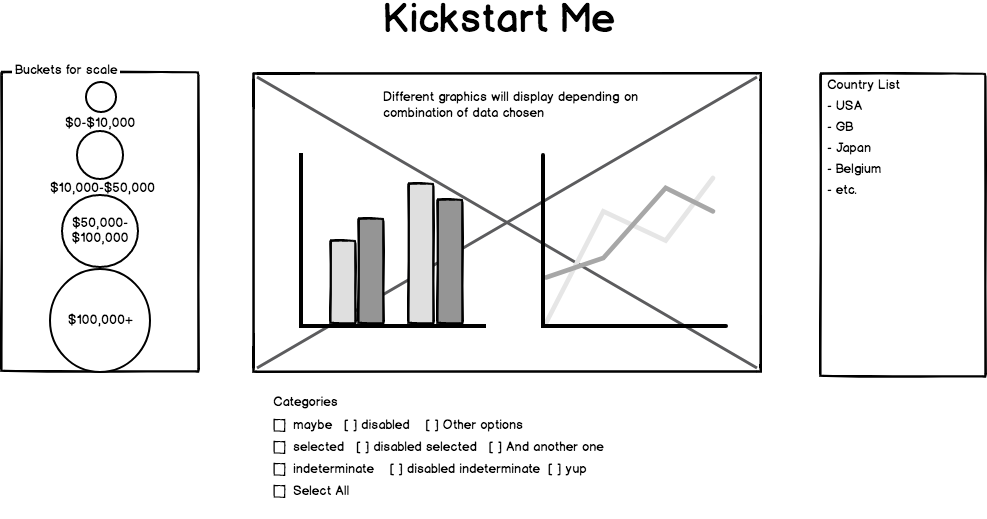 Kickstart Me
Buckets for scale
$0-$10,000
$10,000-$50,000
$50,000-
$100,000
$100,000+
Different graphics will display depending on
combination of data chosen
Country List
- USA
- GB
- Japan
- Belgium
- etc.
Categories
maybe [ ] disabled [ ] Other options
selected [ ] disabled selected [ ] And another one
indeterminate [ ] disabled indeterminate [ ] yup
Select All